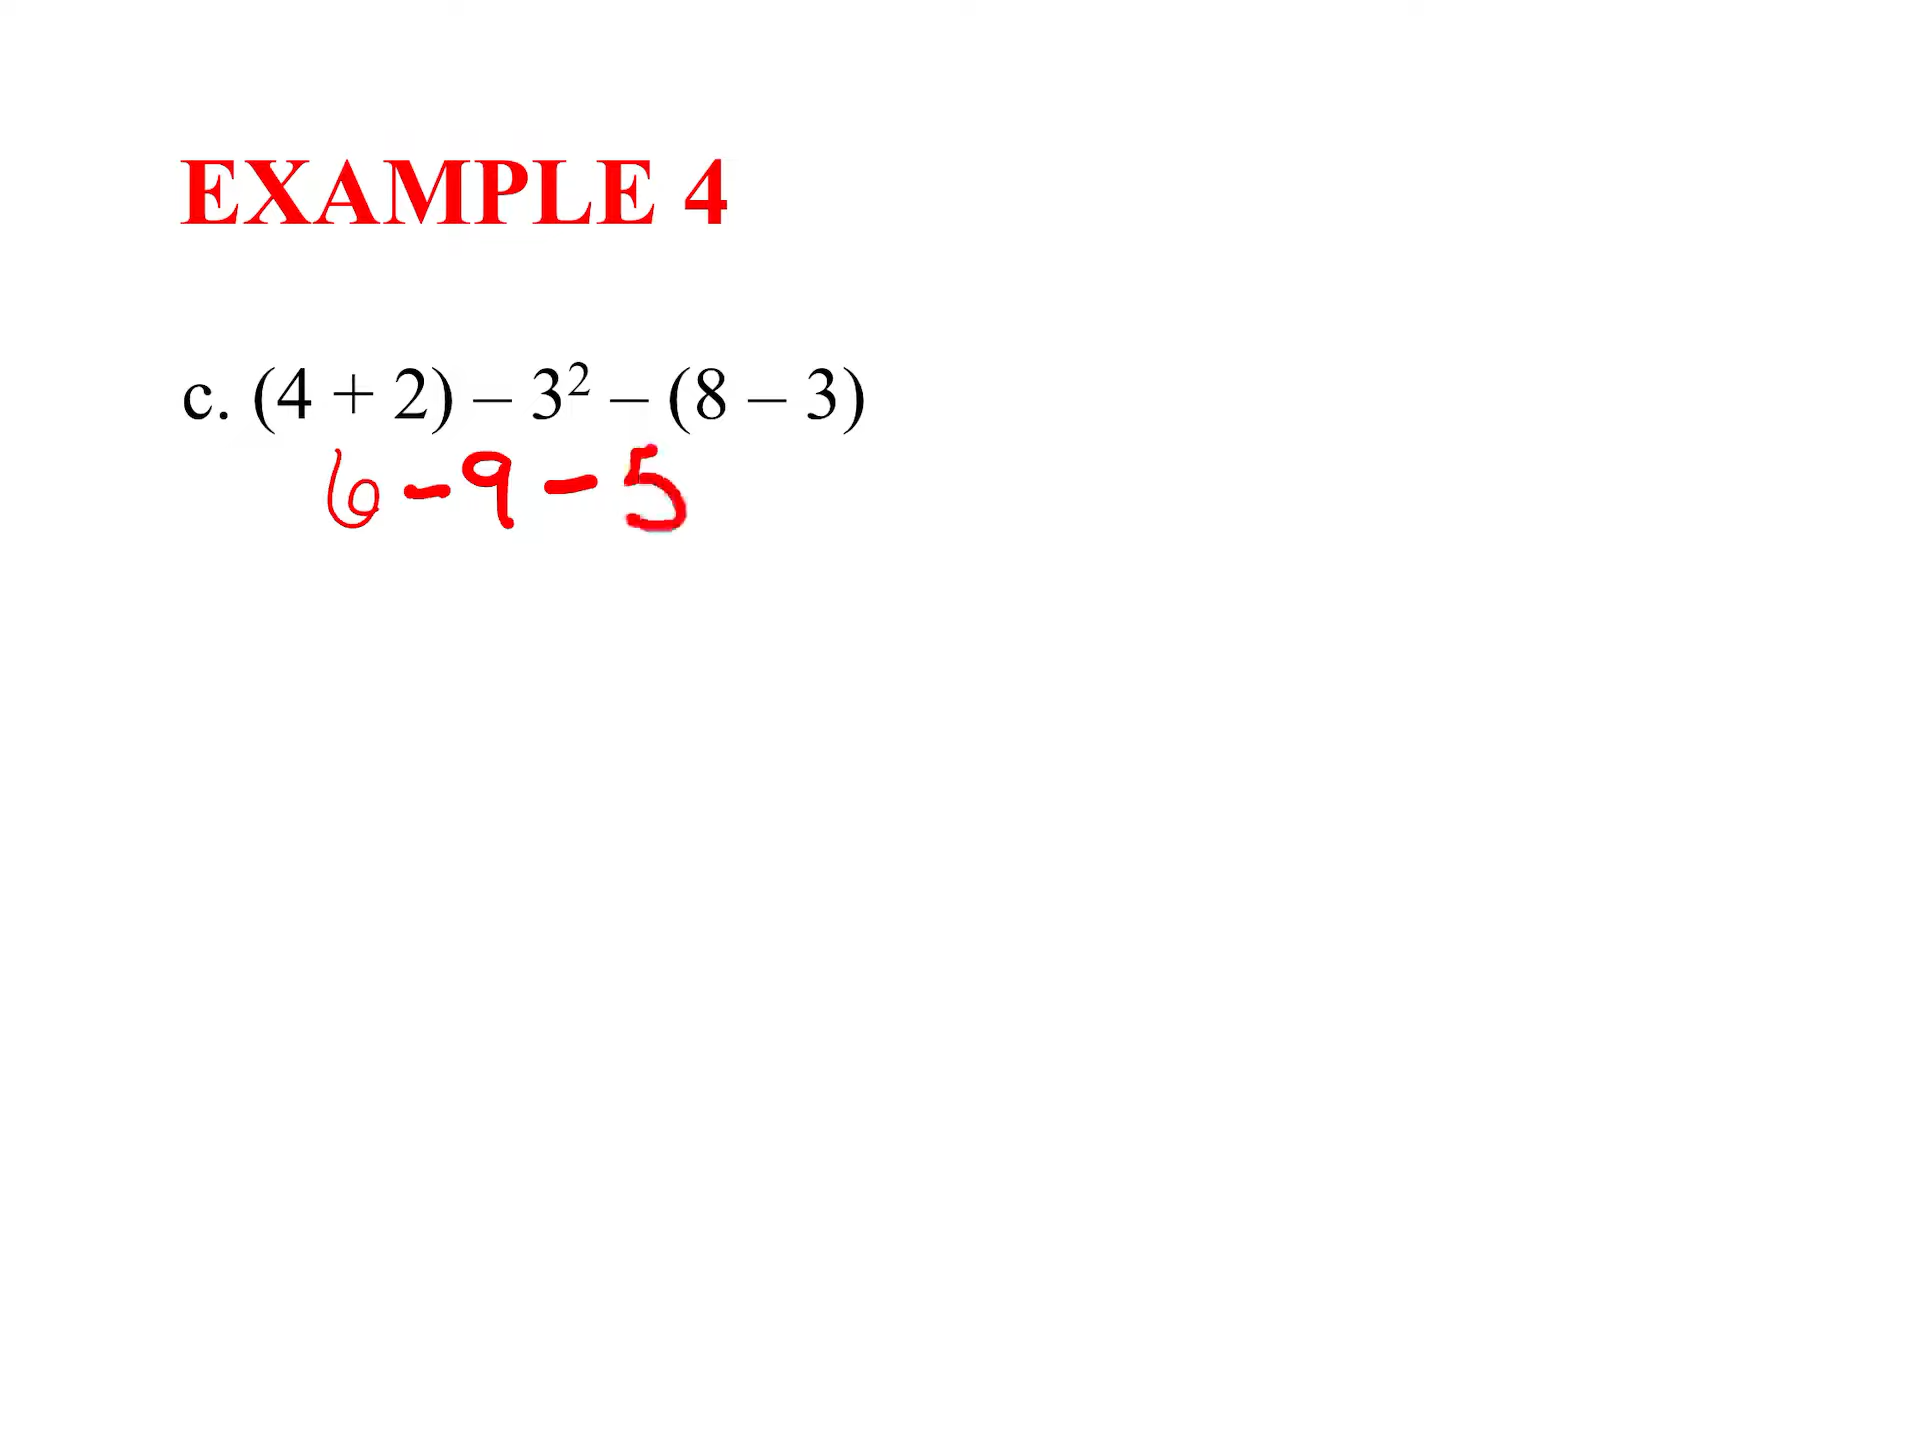 EXAMPLE 4
c. (4 + 2) – 3² – (8 – 3)
6 - 9 - 5